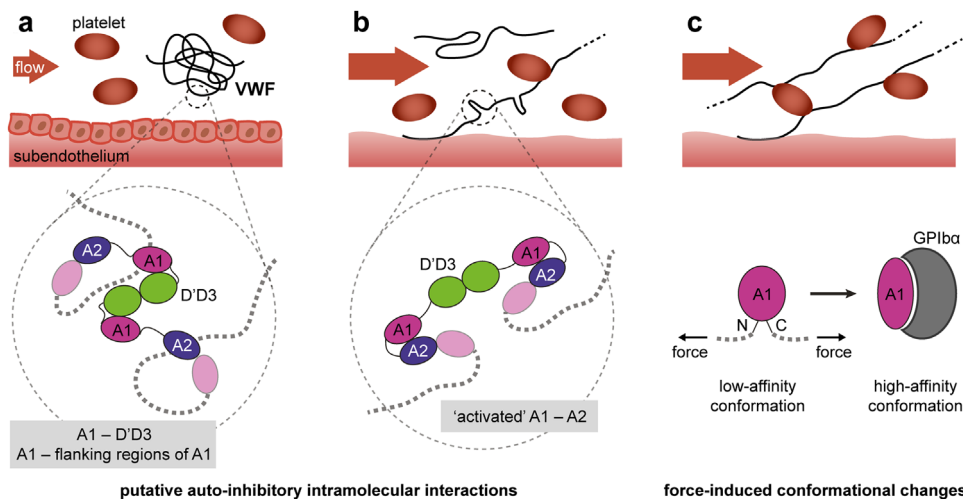 a
platelet
flow
VWF
subendothelium
A2
A1
D'D3
A1
A2
A1 – D'D3
A1 – flanking regions of A1
b
D'D3
A1
A2
A1
A2
'activated' A1 – A2
putative auto-inhibitory intramolecular interactions
c
GPIbα
A1
A1
N C
force force
low-affinity
conformation
high-affinity
conformation
force-induced conformational changes